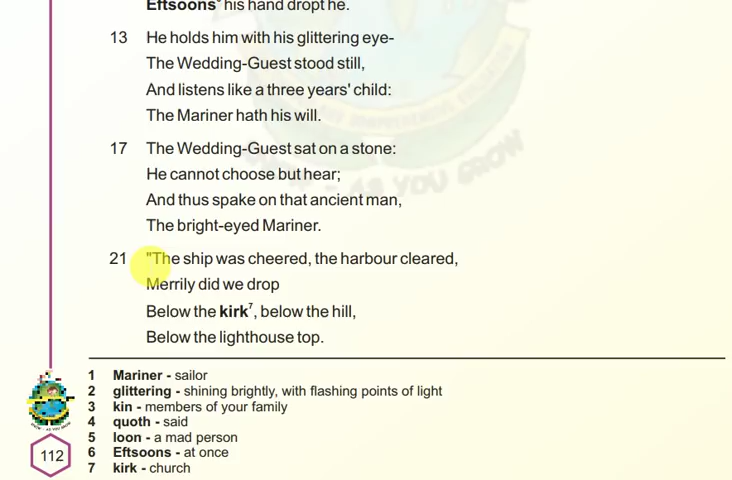 Eftsoons⁶ his hand dropt he.
13 He holds him with his glittering eye-
The Wedding-Guest stood still,
And listens like a three years' child:
The Mariner hath his will.
17 The Wedding-Guest sat on a stone:
He cannot choose but hear;
And thus spake on that ancient man,
The bright-eyed Mariner.
21 "The ship was cheered, the harbour cleared,
Merrily did we drop
Below the kirk⁷, below the hill,
Below the lighthouse top.
1 Mariner - sailor
2 glittering - shining brightly, with flashing points of light
3 kin - members of your family
4 quoth - said
5 loon - a mad person
6 Eftsoons - at once
7 kirk - church
112
- AS YOU GROW